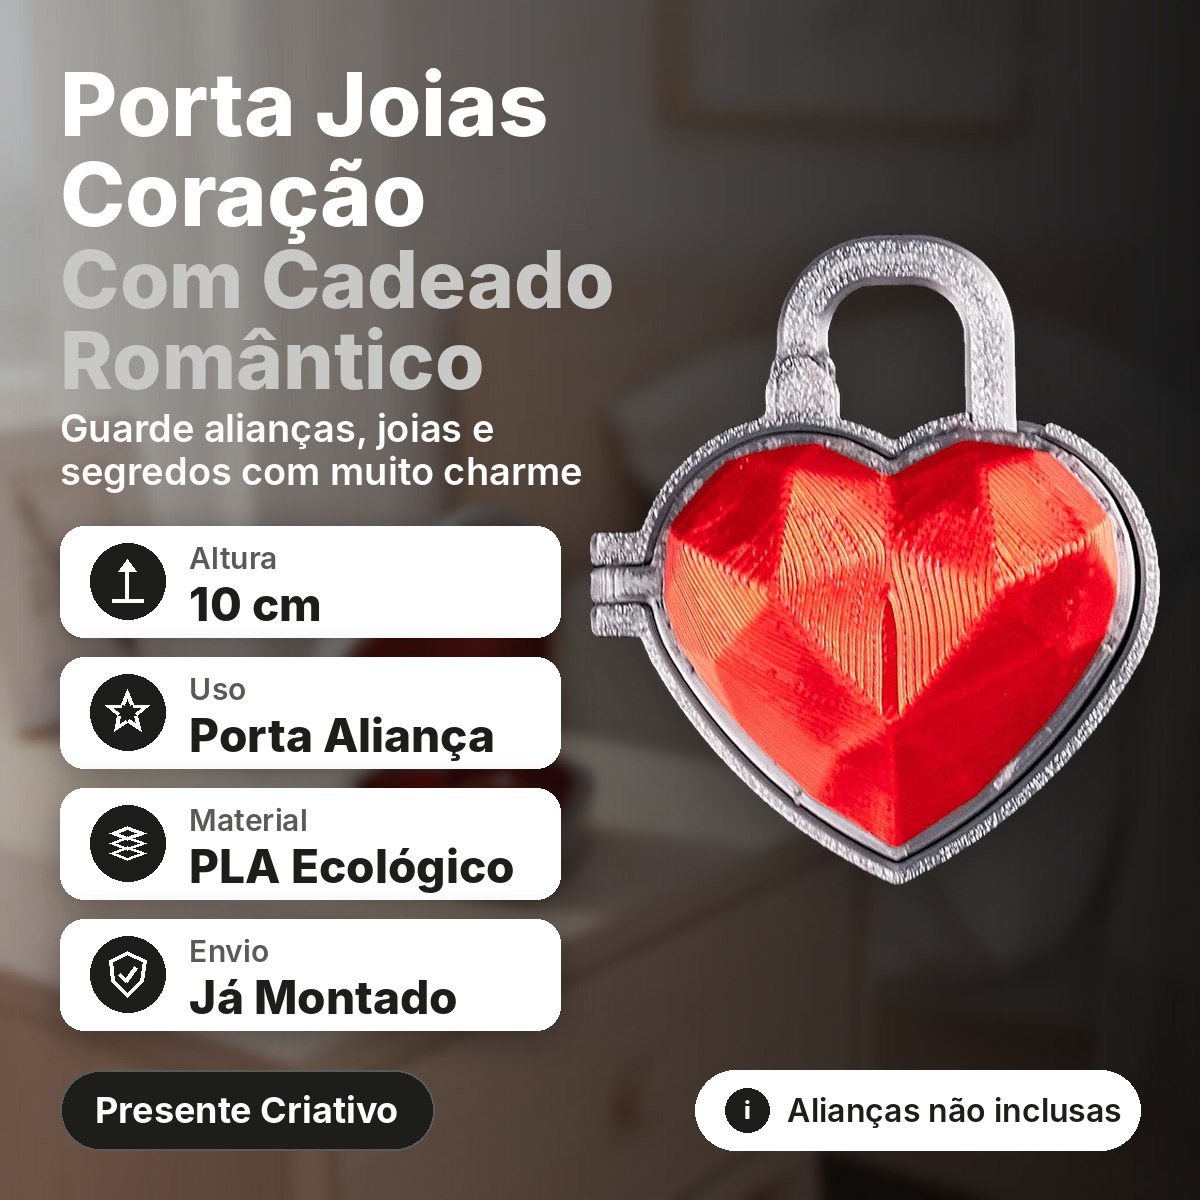 Porta Joias
Coração
Com Cadeado
Romântico
Guarde alianças, joias e
segredos com muito charme
Altura
10 cm
Uso
Porta Aliança
Material
PLA Ecológico
Envio
Já Montado
Presente Criativo
i Alianças não inclusas